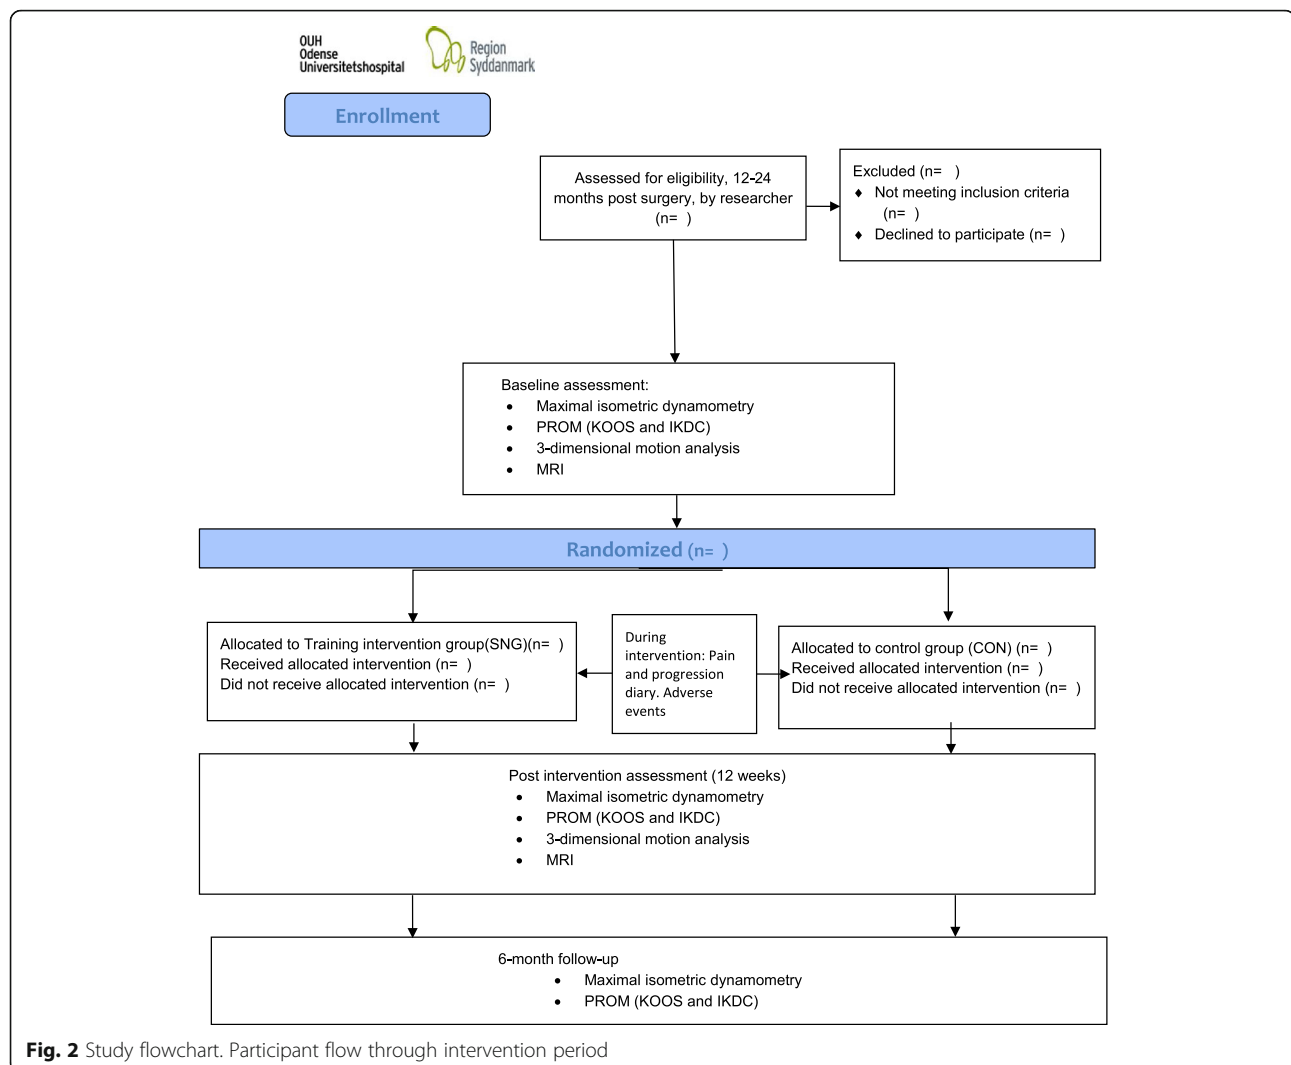 OUH
Odense
Universitetshospital
Region
Syddanmark
Enrollment
Assessed for eligibility, 12-24
months post surgery, by researcher
(n=  )
Excluded (n=  )
♦ Not meeting inclusion criteria
(n=  )
♦ Declined to participate (n=  )
Baseline assessment:
• Maximal isometric dynamometry
• PROM (KOOS and IKDC)
• 3-dimensional motion analysis
• MRI
Randomized (n=  )
Allocated to Training intervention group(SNG)(n=  )
Received allocated intervention (n=  )
Did not receive allocated intervention (n=  )
During
intervention: Pain
and progression
diary. Adverse
events
Allocated to control group (CON) (n=  )
Received allocated intervention (n=  )
Did not receive allocated intervention (n=  )
Post intervention assessment (12 weeks)
• Maximal isometric dynamometry
• PROM (KOOS and IKDC)
• 3-dimensional motion analysis
• MRI
6-month follow-up
• Maximal isometric dynamometry
• PROM (KOOS and IKDC)
Fig. 2 Study flowchart. Participant flow through intervention period